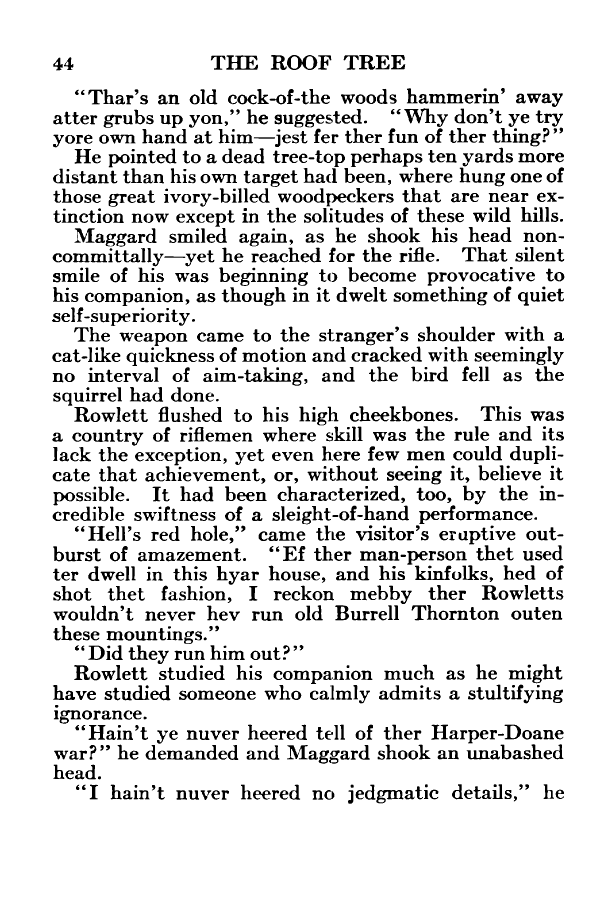 44 THE ROOF TREE
“Thar’s an old cock-of-the woods hammerin’ away
atter grubs up yon,” he suggested. “Why don’t ye try
yore own hand at him—jest fer ther fun of ther thing?”
He pointed to a dead tree-top perhaps ten yards more
distant than his own target had been, where hung one of
those great ivory-billed woodpeckers that are near ex-
tinction now except in the solitudes of these wild hills.
Maggard smiled again, as he shook his head non-
committally—yet he reached for the rifle. That silent
smile of his was beginning to become provocative to
his companion, as though in it dwelt something of quiet
self-superiority.
The weapon came to the stranger’s shoulder with a
cat-like quickness of motion and cracked with seemingly
no interval of aim-taking, and the bird fell as the
squirrel had done.
Rowlett flushed to his high cheekbones. This was
a country of riflemen where skill was the rule and its
lack the exception, yet even here few men could dupli-
cate that achievement, or, without seeing it, believe it
possible. It had been characterized, too, by the in-
credible swiftness of a sleight-of-hand performance.
“Hell’s red hole,” came the visitor’s eruptive out-
burst of amazement. “Ef ther man-person thet used
ter dwell in this hyar house, and his kinfolks, hed of
shot thet fashion, I reckon mebby ther Rowletts
wouldn’t never hev run old Burrell Thornton outen
these mountings.”
“Did they run him out?”
Rowlett studied his companion much as he might
have studied someone who calmly admits a stultifying
ignorance.
“Hain’t ye nuver heered tell of ther Harper-Doane
war?” he demanded and Maggard shook an unabashed
head.
“I hain’t nuver heered no jedgmatic details,” he